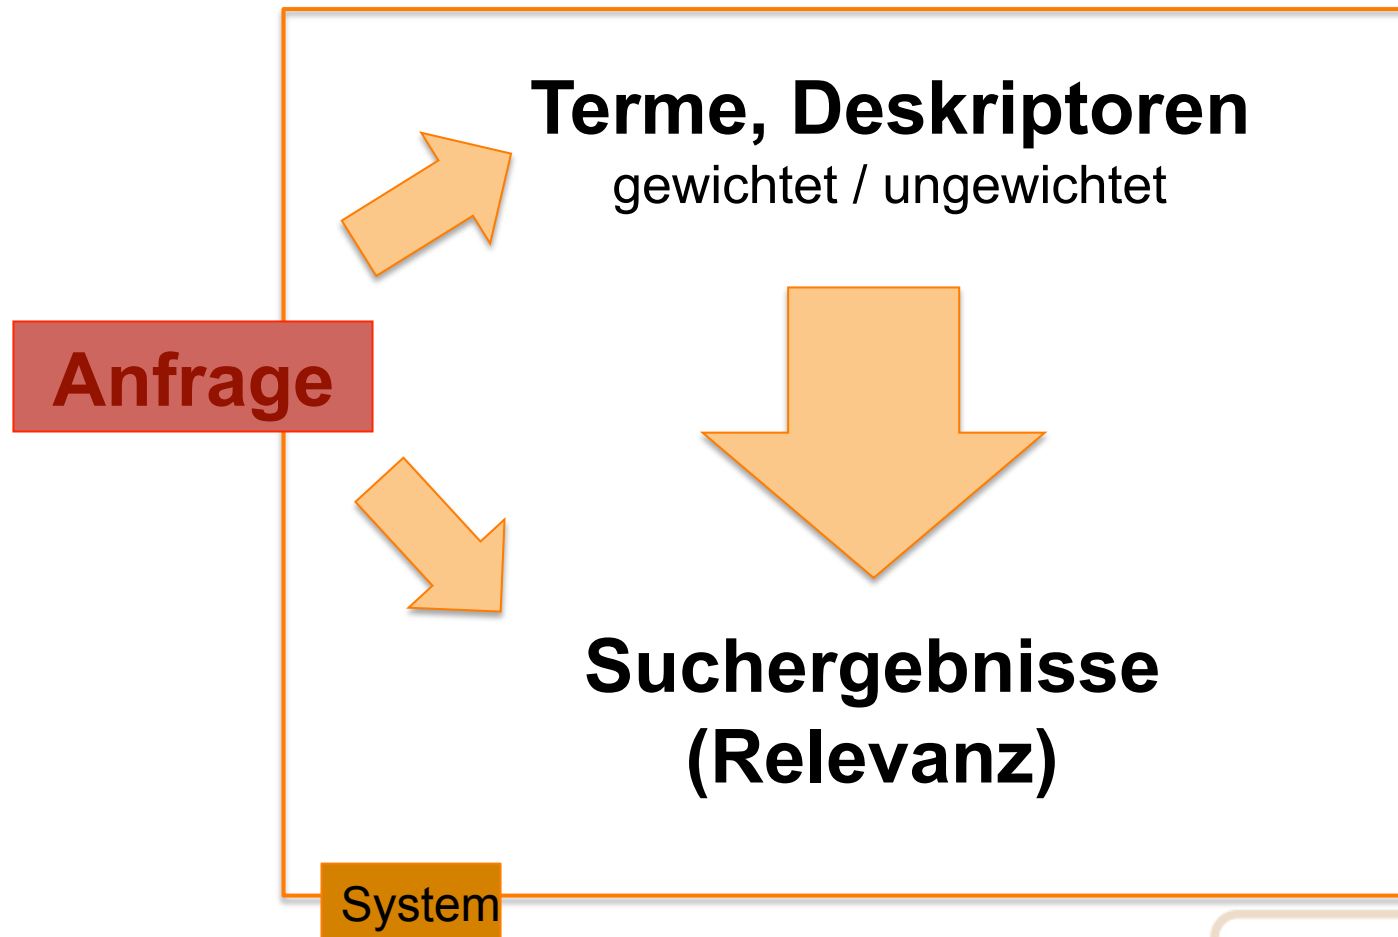 Terme, Deskriptoren
gewichtet / ungewichtet
Anfrage
Suchergebnisse
(Relevanz)
System